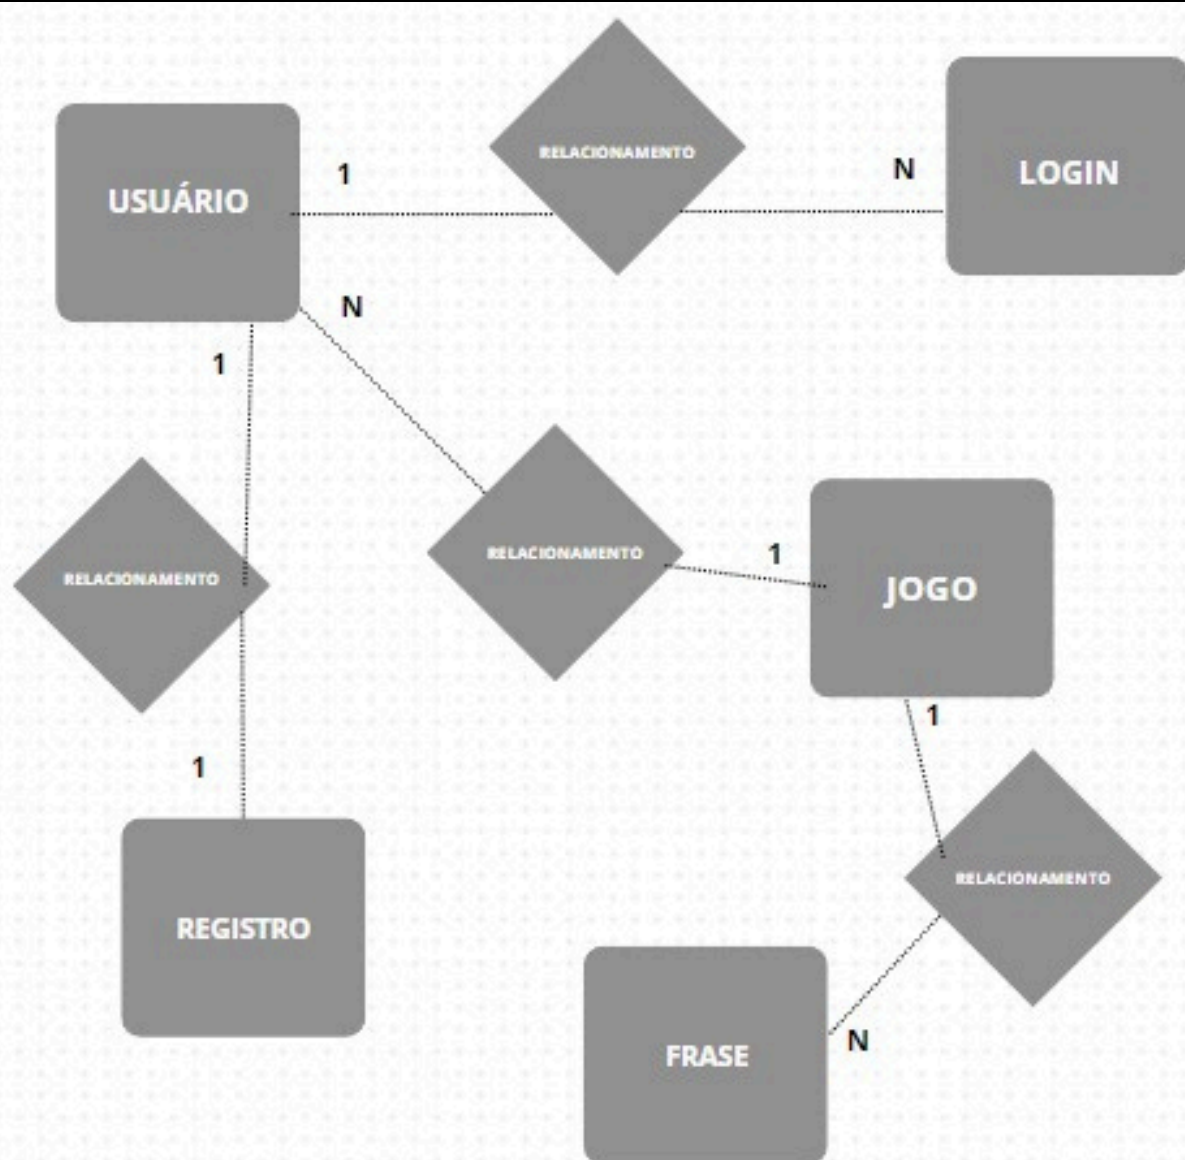 RELACIONAMENTO
USUÁRIO
1
N
LOGIN
N
1
RELACIONAMENTO
RELACIONAMENTO
1
JOGO
1
1
RELACIONAMENTO
REGISTRO
FRASE
N